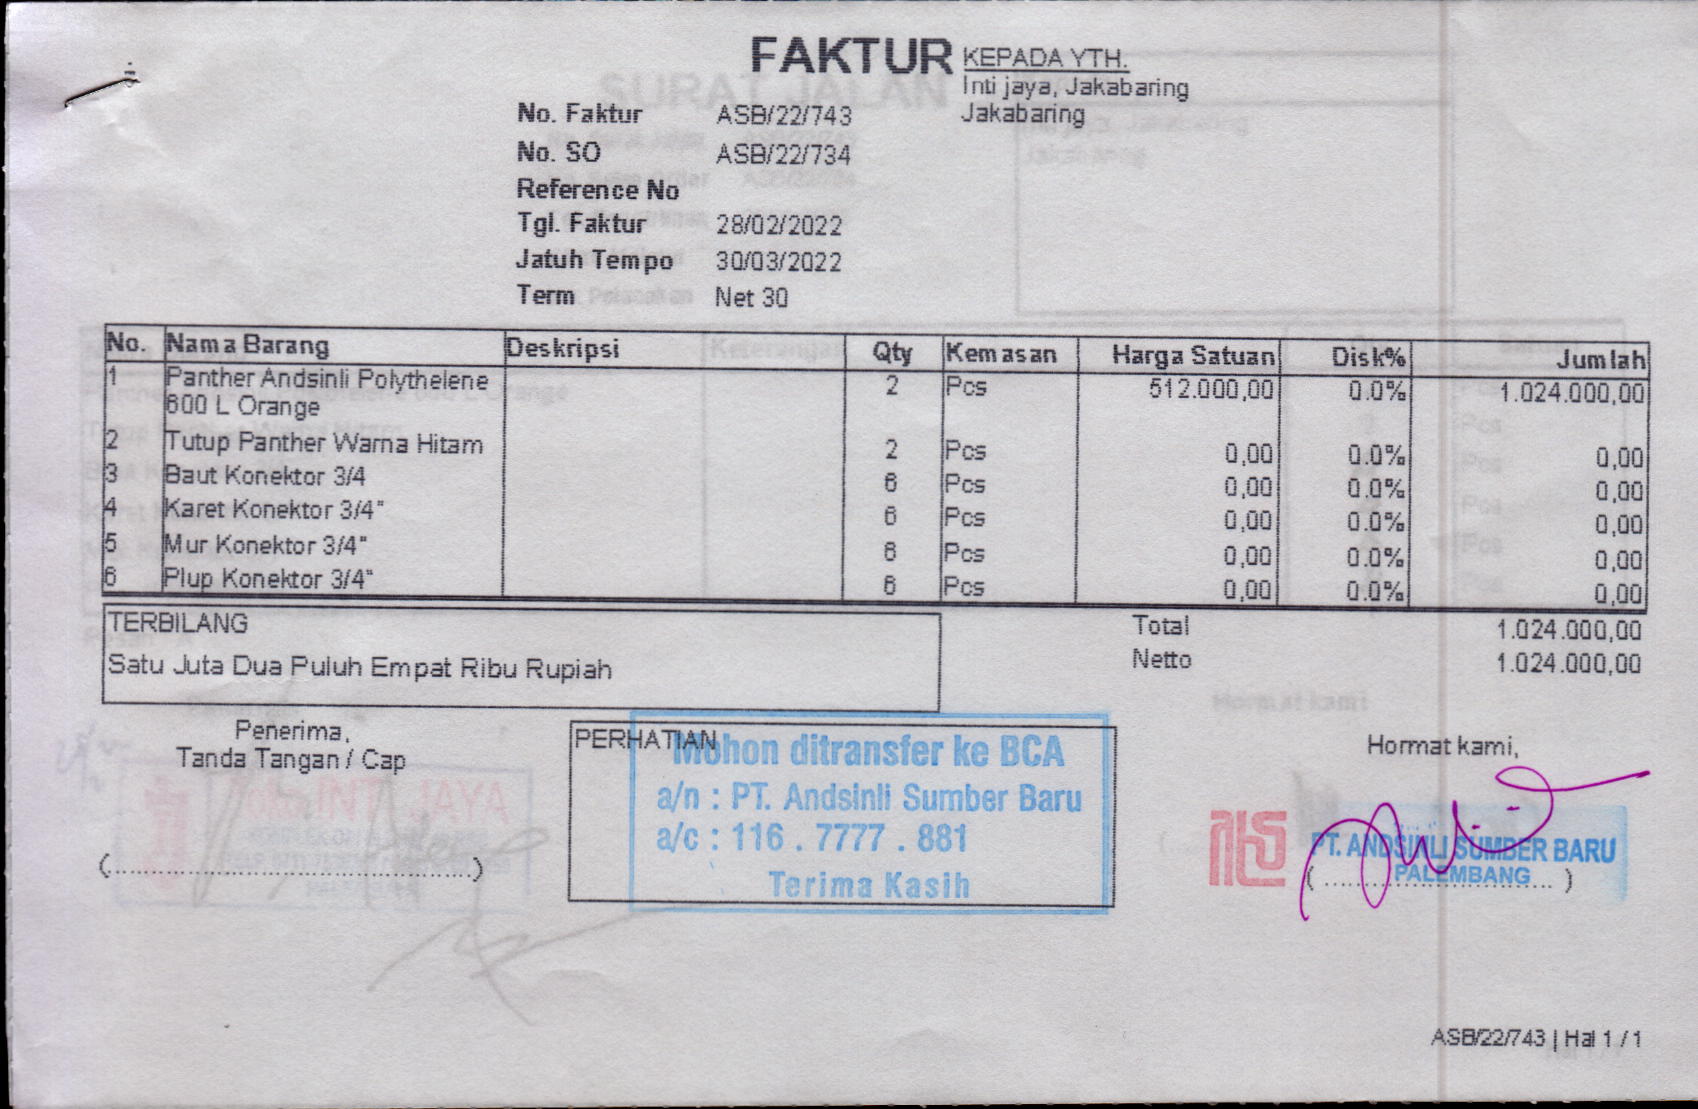 FAKTUR
KEPADA YTH.
Inti jaya, Jakabaring
Jakabaring
No. Faktur ASB/22/743
No. SO ASB/22/734
Reference No
Tgl. Faktur 28/02/2022
Jatuh Tempo 30/03/2022
Term Net 30
SURAT JALAN
No. Nama Barang Deskripsi Qty Kemasan Harga Satuan Disk% Jumlah
1 Panther Andsinli Polythelene 2 Pcs 512.000,00 0.0% 1.024.000,00
600 L Orange
2 Tutup Panther Warna Hitam 2 Pcs 0,00 0.0% 0,00
3 Baut Konektor 3/4 6 Pcs 0,00 0.0% 0,00
4 Karet Konektor 3/4" 6 Pcs 0,00 0.0% 0,00
5 Mur Konektor 3/4" 6 Pcs 0,00 0.0% 0,00
6 Plup Konektor 3/4" 6 Pcs 0,00 0.0% 0,00
TERBILANG
Satu Juta Dua Puluh Empat Ribu Rupiah
Total 1.024.000,00
Netto 1.024.000,00
Penerima,
Tanda Tangan / Cap
(........................................................)
PERHATIAN
Mohon ditransfer ke BCA
a/n : PT. Andsinli Sumber Baru
a/c : 116 . 7777 . 881
Terima Kasih
Hormat kami
Hormat kami,
PT. ANDSINLI SUMBER BARU
PALEMBANG
( .................................... )
INTI JAYA
ASB/22/743 | Hal 1 / 1